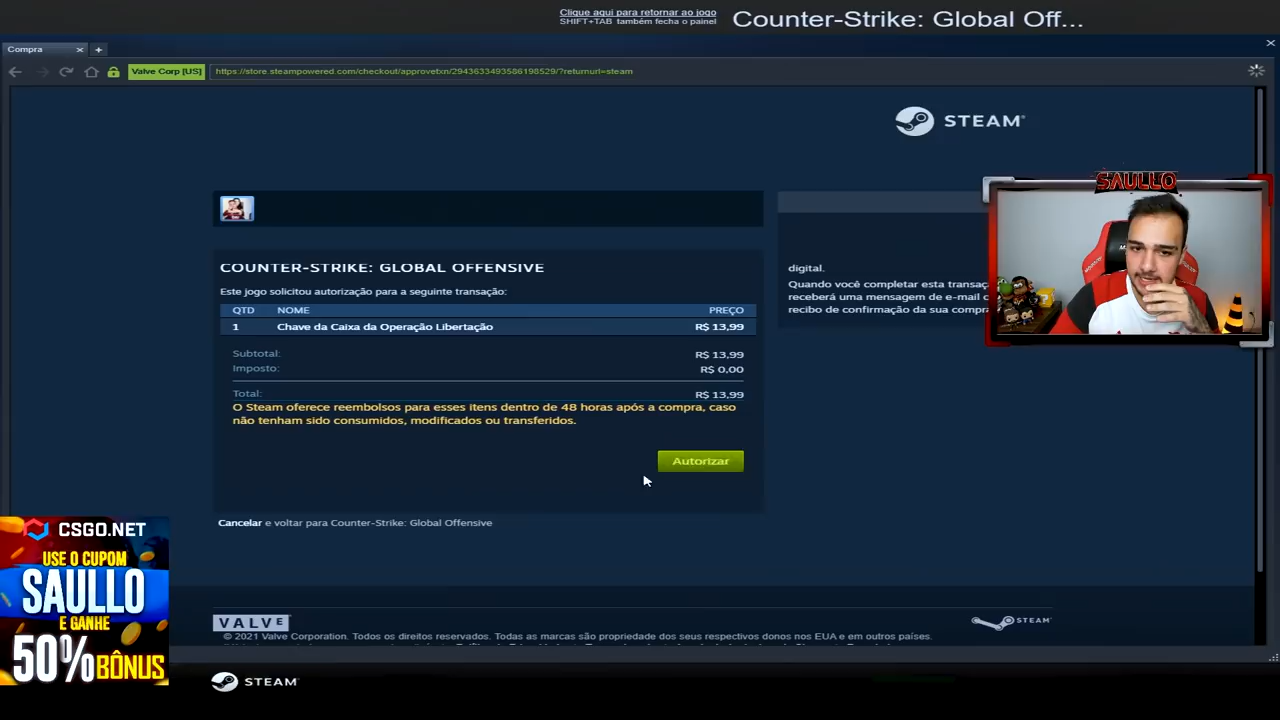 Clique aqui para retornar ao jogo
SHIFT+TAB também fecha o painel
Counter-Strike: Global Off...
Compra
Valve Corp [US]
https://store.steampowered.com/checkout/approvetxn/2943633493586198529/?returnurl=steam
STEAM
SAULLO
COUNTER-STRIKE: GLOBAL OFFENSIVE
Este jogo solicitou autorização para a seguinte transação:
QTD NOME PREÇO
1 Chave da Caixa da Operação Libertação R$ 13,99
Subtotal: R$ 13,99
Imposto: R$ 0,00
Total: R$ 13,99
O Steam oferece reembolsos para esses itens dentro de 48 horas após a compra, caso
não tenham sido consumidos, modificados ou transferidos.
Autorizar
Cancelar e voltar para Counter-Strike: Global Offensive
digital.
Quando você completar esta transaç
receberá uma mensagem de e-mail c
recibo de confirmação da sua compr
CSGO.NET
USE O CUPOM
SAULLO
E GANHE
50% BÔNUS
VALVE
STEAM
© 2021 Valve Corporation. Todos os direitos reservados. Todas as marcas são propriedade dos seus respectivos donos nos EUA e em outros países.
STEAM